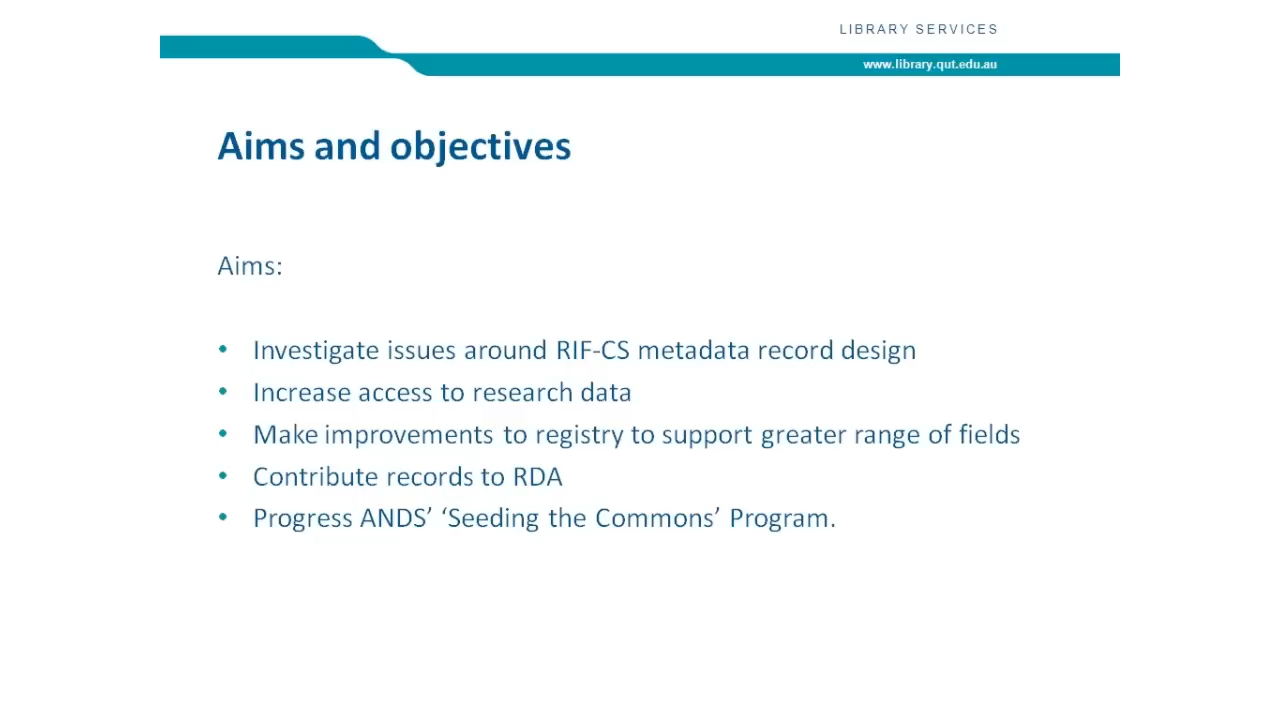 LIBRARY SERVICES
www.library.qut.edu.au
Aims and objectives
Aims:
• Investigate issues around RIF-CS metadata record design
• Increase access to research data
• Make improvements to registry to support greater range of fields
• Contribute records to RDA
• Progress ANDS’ ‘Seeding the Commons’ Program.